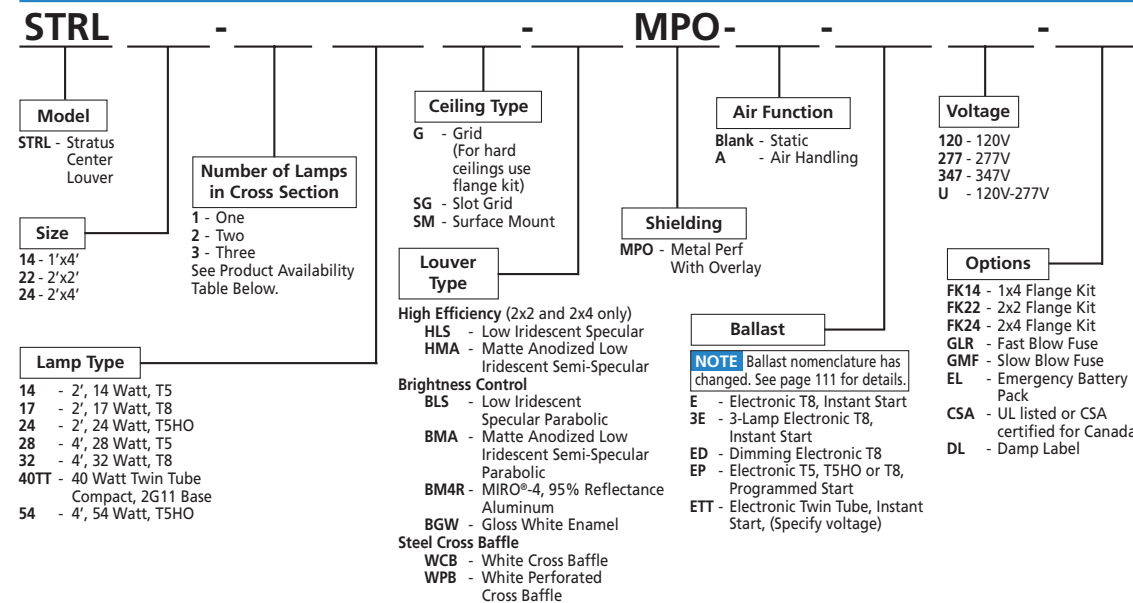 STRL - - MPO- - -
Model
STRL - Stratus
Center
Louver
Size
14 - 1'x4'
22 - 2'x2'
24 - 2'x4'
Number of Lamps
in Cross Section
1 - One
2 - Two
3 - Three
See Product Availability
Table Below.
Lamp Type
14 - 2', 14 Watt, T5
17 - 2', 17 Watt, T8
24 - 2', 24 Watt, T5HO
28 - 4', 28 Watt, T5
32 - 4', 32 Watt, T8
40TT - 40 Watt Twin Tube
Compact, 2G11 Base
54 - 4', 54 Watt, T5HO
Ceiling Type
G - Grid
(For hard
ceilings use
flange kit)
SG - Slot Grid
SM - Surface Mount
Louver
Type
High Efficiency (2x2 and 2x4 only)
HLS - Low Iridescent Specular
HMA - Matte Anodized Low
Iridescent Semi-Specular
Brightness Control
BLS - Low Iridescent
Specular Parabolic
BMA - Matte Anodized Low
Iridescent Semi-Specular
Parabolic
BM4R - MIRO®-4, 95% Reflectance
Aluminum
BGW - Gloss White Enamel
Steel Cross Baffle
WCB - White Cross Baffle
WPB - White Perforated
Cross Baffle
Shielding
MPO - Metal Perf
With Overlay
Air Function
Blank - Static
A - Air Handling
Ballast
NOTE Ballast nomenclature has
changed. See page 111 for details.
E - Electronic T8, Instant Start
3E - 3-Lamp Electronic T8,
Instant Start
ED - Dimming Electronic T8
EP - Electronic T5, T5HO or T8,
Programmed Start
ETT - Electronic Twin Tube, Instant
Start, (Specify voltage)
Voltage
120 - 120V
277 - 277V
347 - 347V
U - 120V-277V
Options
FK14 - 1x4 Flange Kit
FK22 - 2x2 Flange Kit
FK24 - 2x4 Flange Kit
GLR - Fast Blow Fuse
GMF - Slow Blow Fuse
EL - Emergency Battery
Pack
CSA - UL listed or CSA
certified for Canada
DL - Damp Label